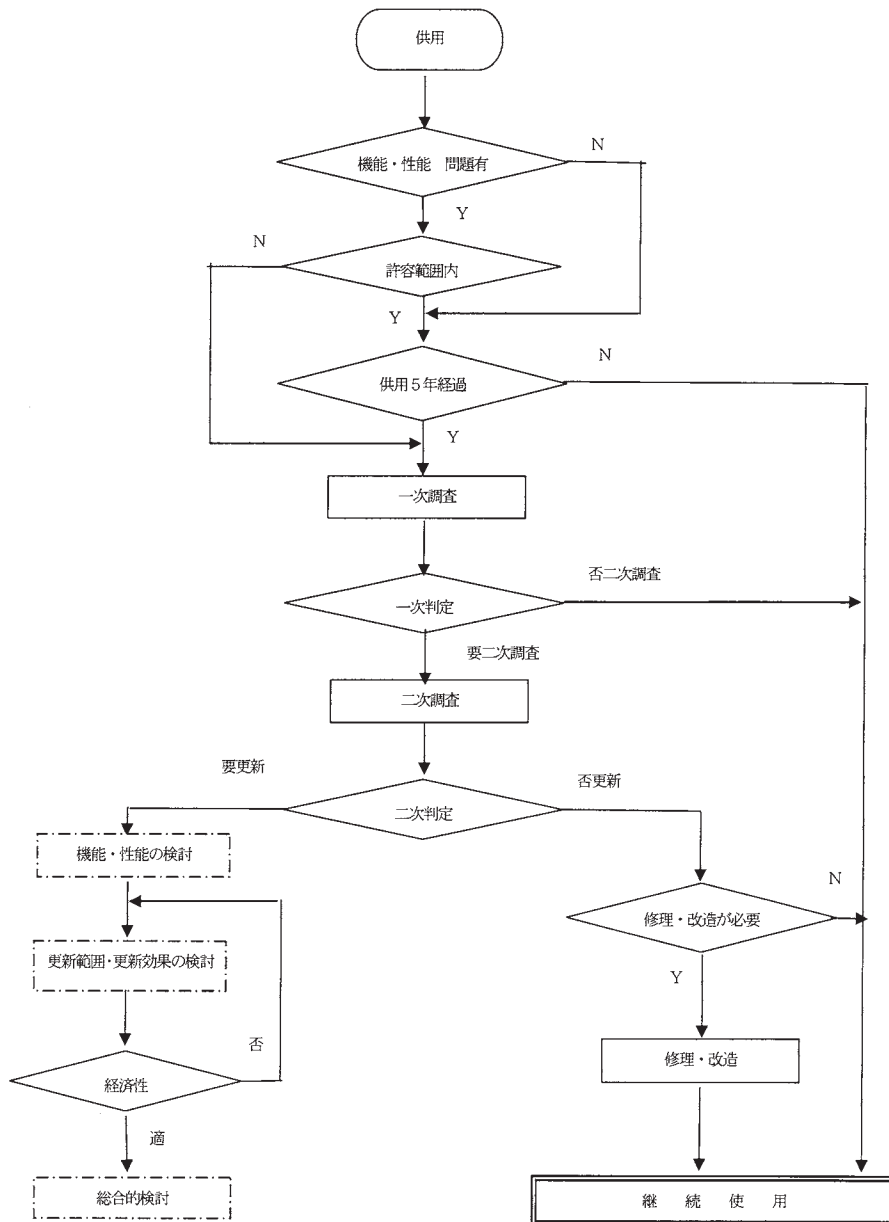 供用
機能・性能　問題有
N
Y
N
許容範囲内
Y
N
供用５年経過
Y
一次調査
否二次調査
一次判定
要二次調査
二次調査
要更新
否更新
二次判定
機能・性能の検討
N
修理・改造が必要
更新範囲・更新効果の検討
Y
否
修理・改造
経済性
適
総合的検討
継　続　使　用